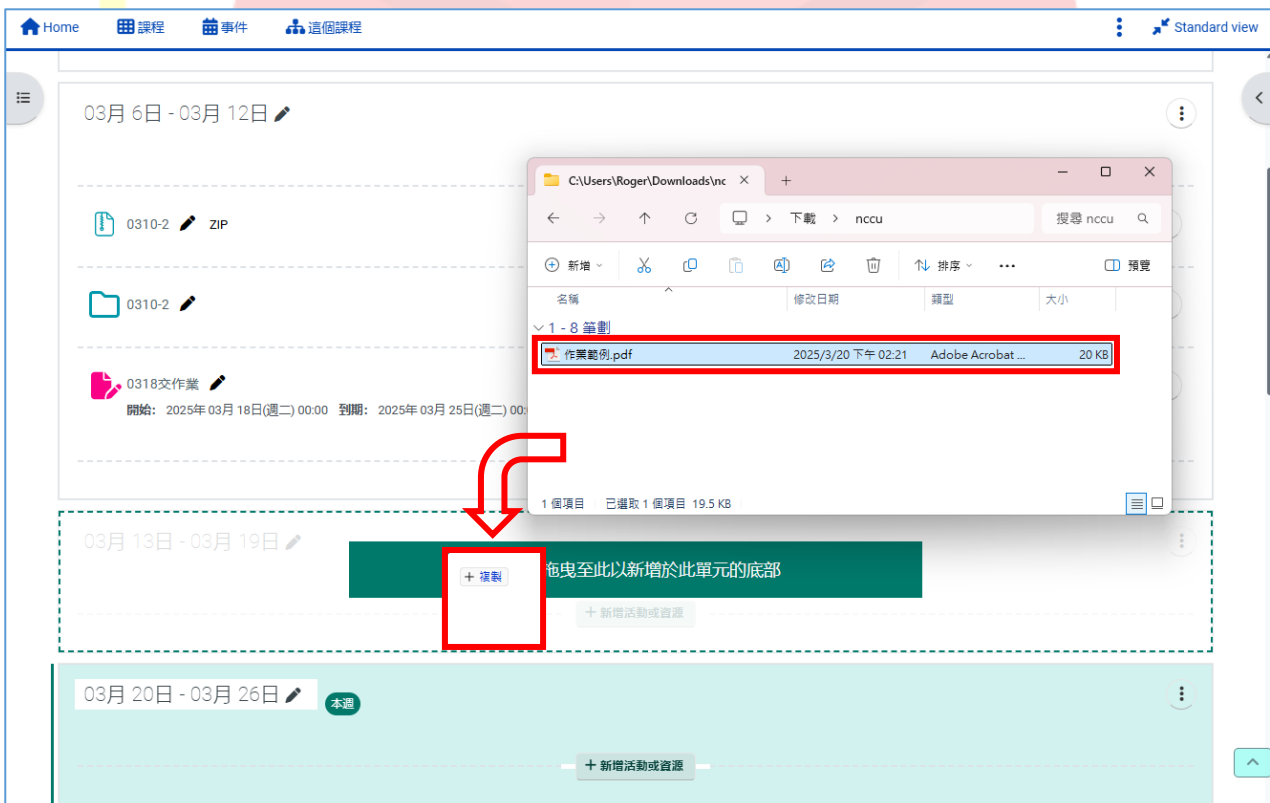 Home 課程 事件 這個課程 Standard view
03月 6日 - 03月 12日
0310-2 ZIP
0310-2
0318交作業
開始: 2025年 03月 18日(週二) 00:00 到期: 2025年 03月 25日(週二) 00:
C:\Users\Roger\Downloads\nc
下載 > nccu
搜尋 nccu
新增 排序 預覽
名稱 修改日期 類型 大小
1 - 8 筆劃
作業範例.pdf 2025/3/20 下午 02:21 Adobe Acrobat ... 20 KB
1 個項目 已選取 1 個項目 19.5 KB
03月 13日 - 03月 19日
+ 複製
拖曳至此以新增於此單元的底部
+ 新增活動或資源
03月 20日 - 03月 26日 本週
+ 新增活動或資源